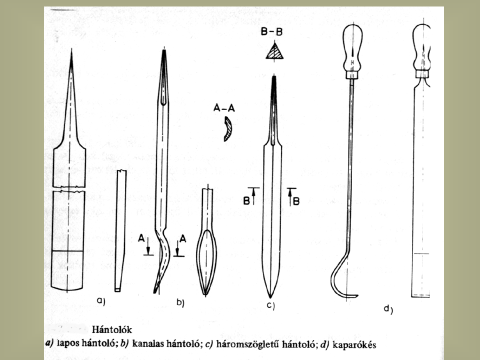 B-B
A-A
B B
A A
a) b) c) d)
Hántolók
a) lapos hántoló; b) kanalas hántoló; c) háromszögletű hántoló; d) kaparókés